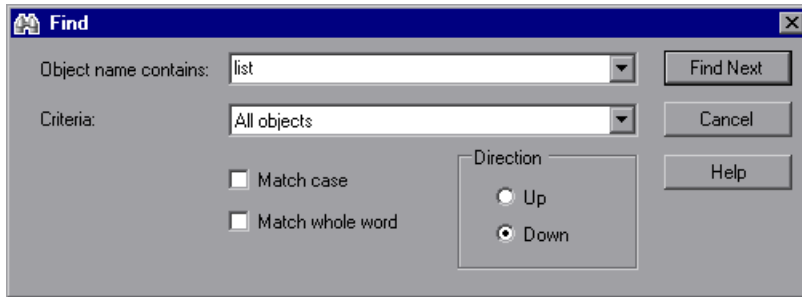 Find
Object name contains: list
Find Next
Criteria: All objects
Cancel
Match case
Match whole word
Direction
Up
Down
Help